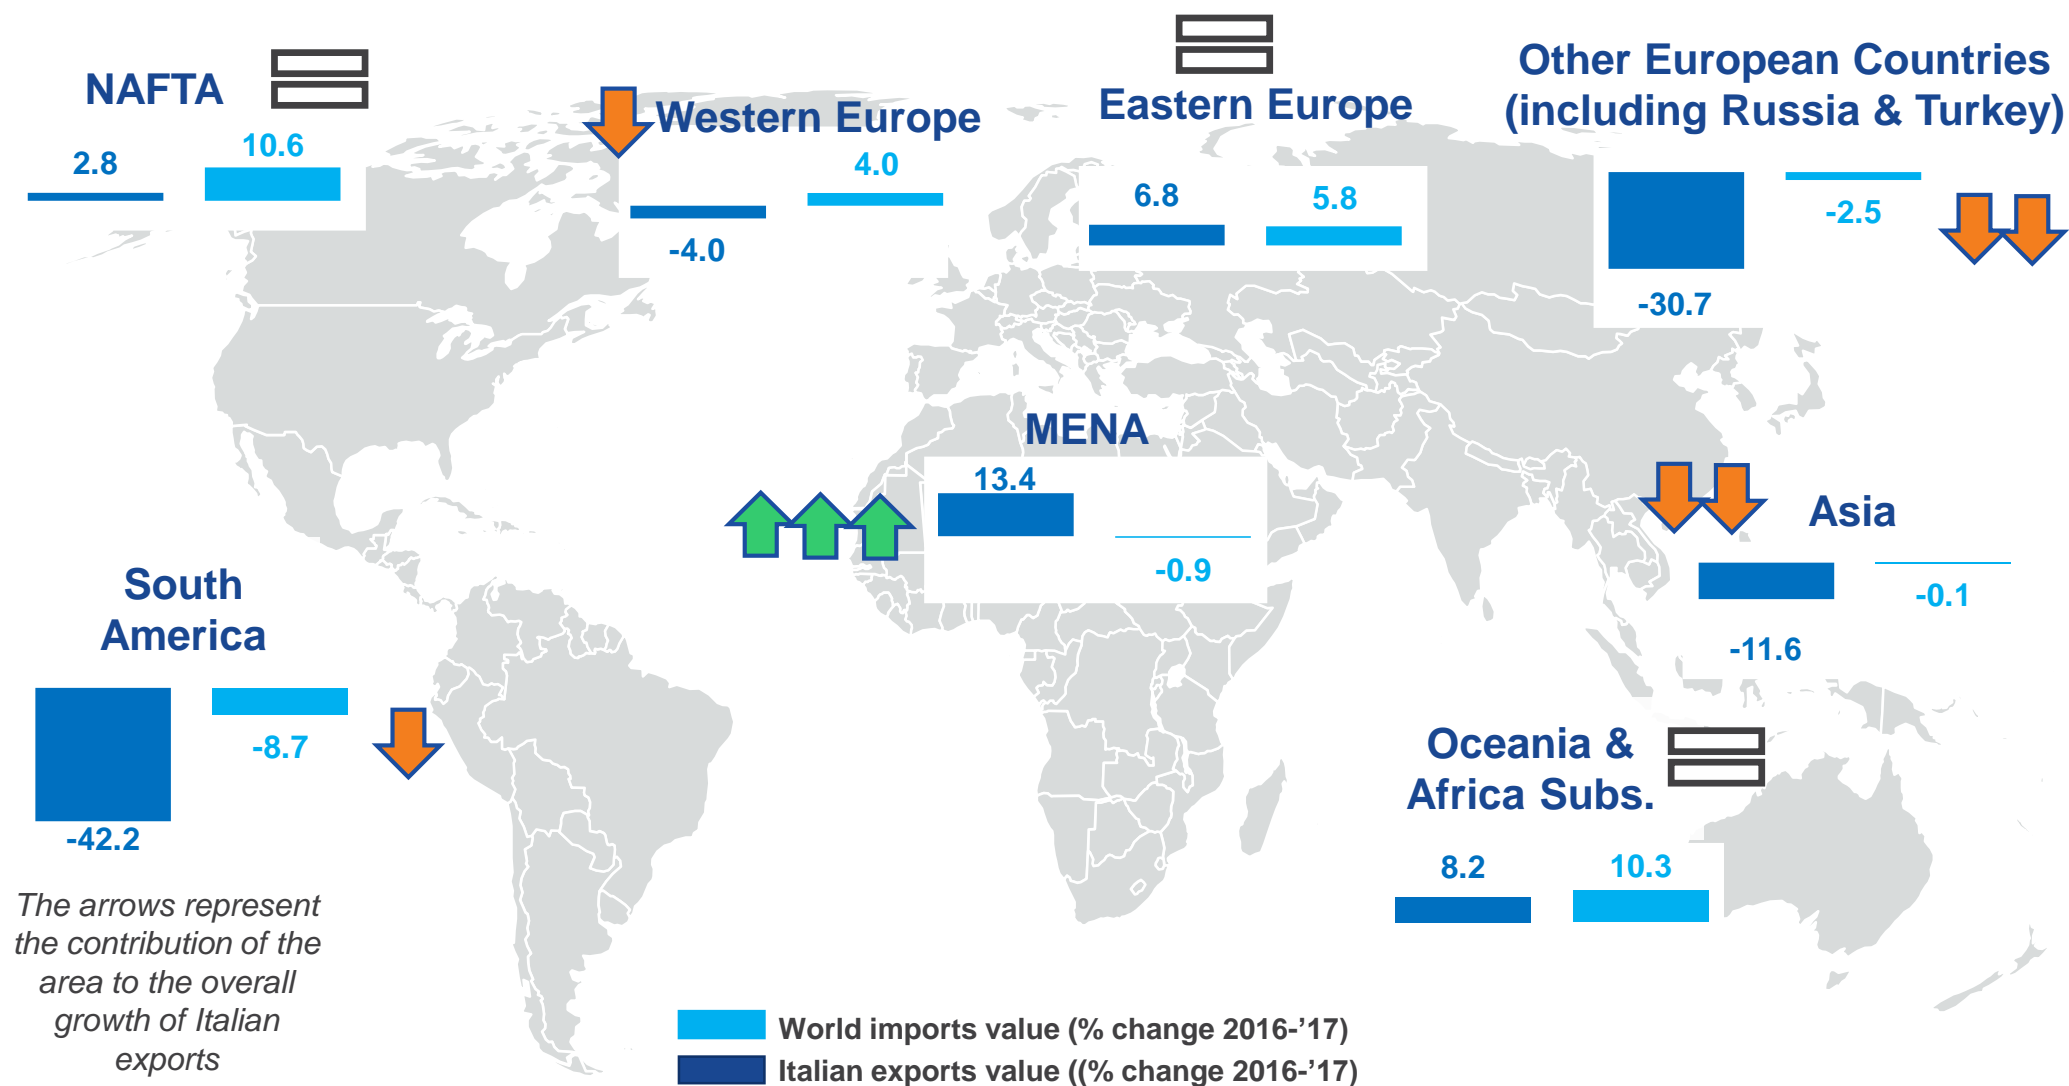 NAFTA
2.8
10.6
Western Europe
-4.0
4.0
Eastern Europe
6.8
5.8
Other European Countries
(including Russia & Turkey)
-30.7
-2.5
MENA
13.4
-0.9
Asia
-11.6
-0.1
South
America
-42.2
-8.7
Oceania &
Africa Subs.
8.2
10.3
The arrows represent
the contribution of the
area to the overall
growth of Italian
exports
World imports value (% change 2016-’17)
Italian exports value ((% change 2016-’17)